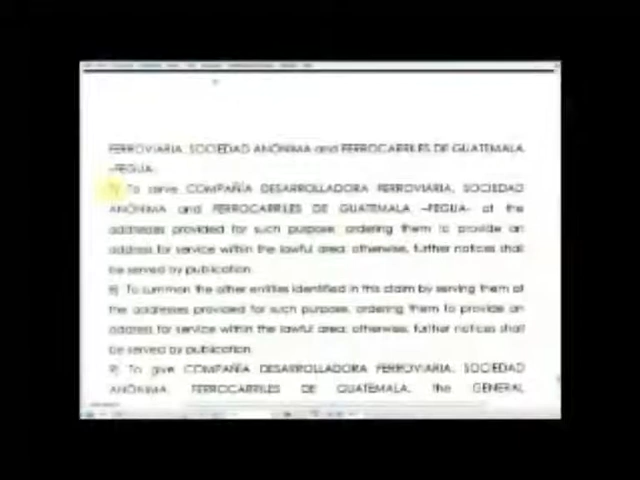 FERROVIARIA, SOCIEDAD ANÓNIMA and FERROCARRILES DE GUATEMALA
–FEGUA-.
7) To serve COMPAÑÍA DESARROLLADORA FERROVIARIA, SOCIEDAD
ANÓNIMA and FERROCARRILES DE GUATEMALA –FEGUA- at the
addresses provided for such purpose, ordering them to provide an
address for service within the lawful area; otherwise, further notices shall
be served by publication.
8) To summon the other entities identified in this claim by serving them at
the addresses provided for such purpose, ordering them to provide an
address for service within the lawful area; otherwise, further notices shall
be served by publication.
9) To give COMPAÑÍA DESARROLLADORA FERROVIARIA, SOCIEDAD
ANÓNIMA, FERROCARRILES DE GUATEMALA, the GENERAL